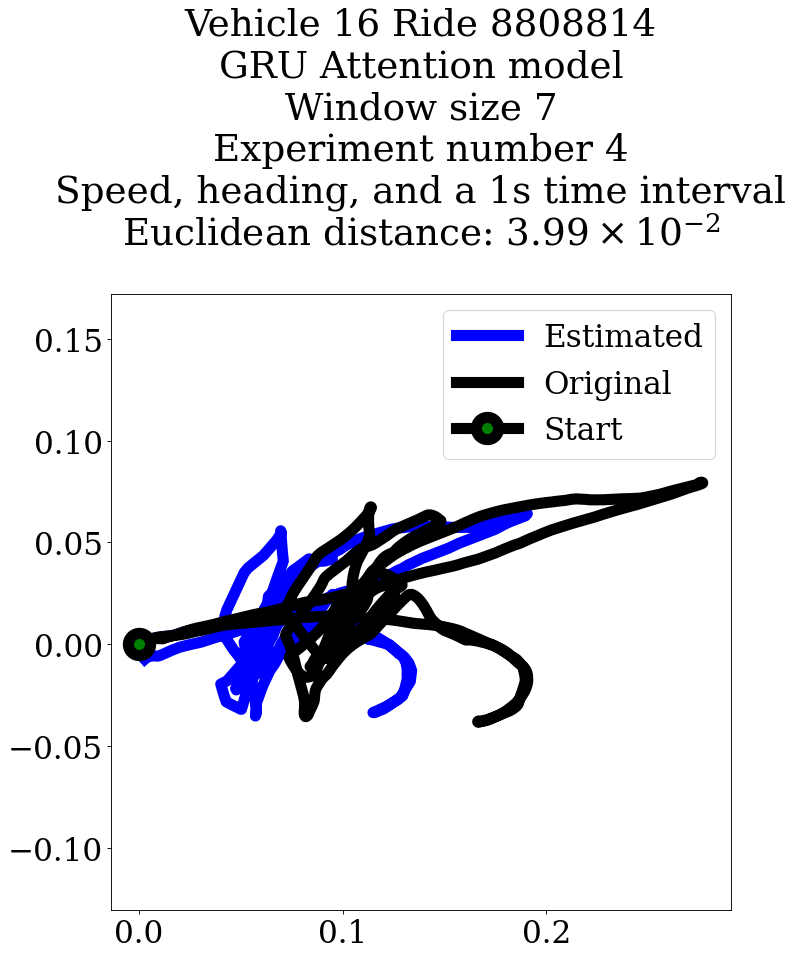 Vehicle 16 Ride 8808814
GRU Attention model
Window size 7
Experiment number 4
Speed, heading, and a 1s time interval
Euclidean distance: 3.99 × 10⁻²
Estimated
Original
Start
0.15
0.10
0.05
0.00
−0.05
−0.10
0.0 0.1 0.2